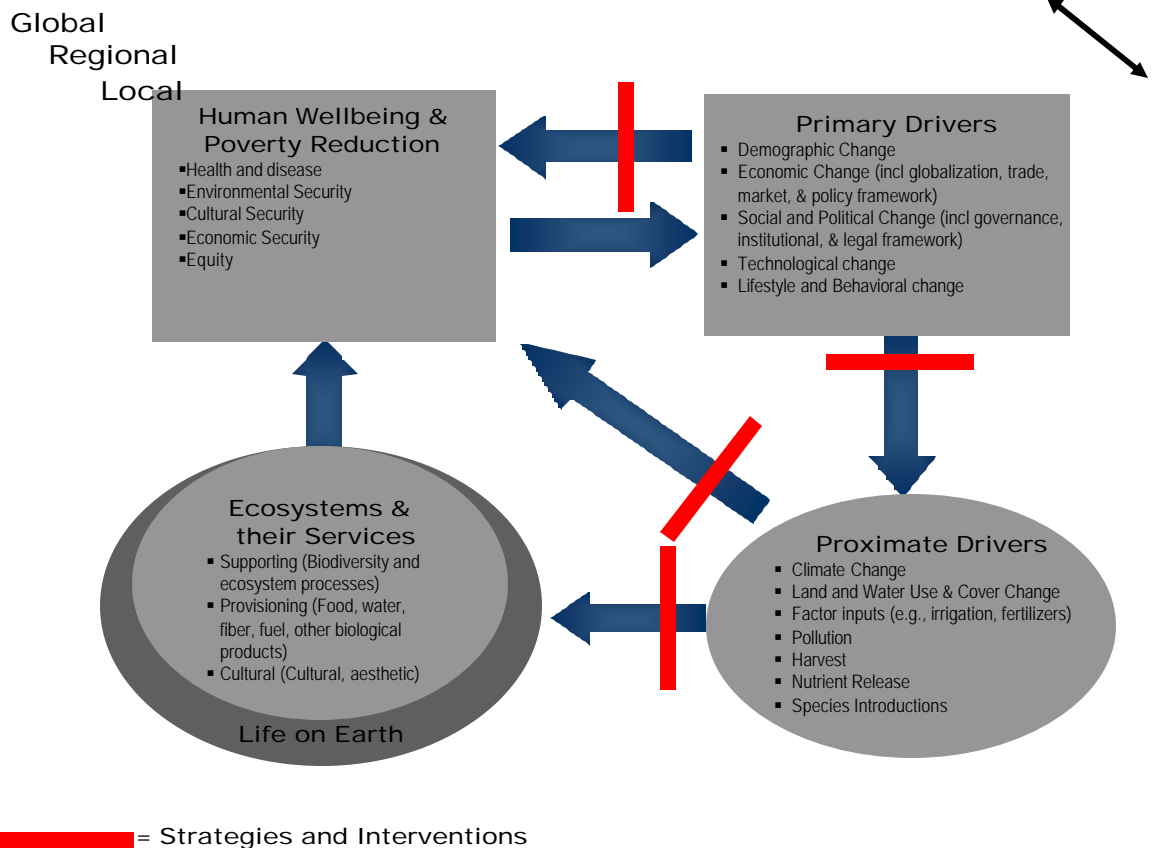 Global
Regional
Local
Human Wellbeing &
Poverty Reduction
▪Health and disease
▪Environmental Security
▪Cultural Security
▪Economic Security
▪Equity
Primary Drivers
▪ Demographic Change
▪ Economic Change (incl globalization, trade,
market, & policy framework)
▪ Social and Political Change (incl governance,
institutional, & legal framework)
▪ Technological change
▪ Lifestyle and Behavioral change
Ecosystems &
their Services
▪ Supporting (Biodiversity and
ecosystem processes)
▪ Provisioning (Food, water,
fiber, fuel, other biological
products)
▪ Cultural (Cultural, aesthetic)
Life on Earth
Proximate Drivers
▪ Climate Change
▪ Land and Water Use & Cover Change
▪ Factor inputs (e.g., irrigation, fertilizers)
▪ Pollution
▪ Harvest
▪ Nutrient Release
▪ Species Introductions
= Strategies and Interventions